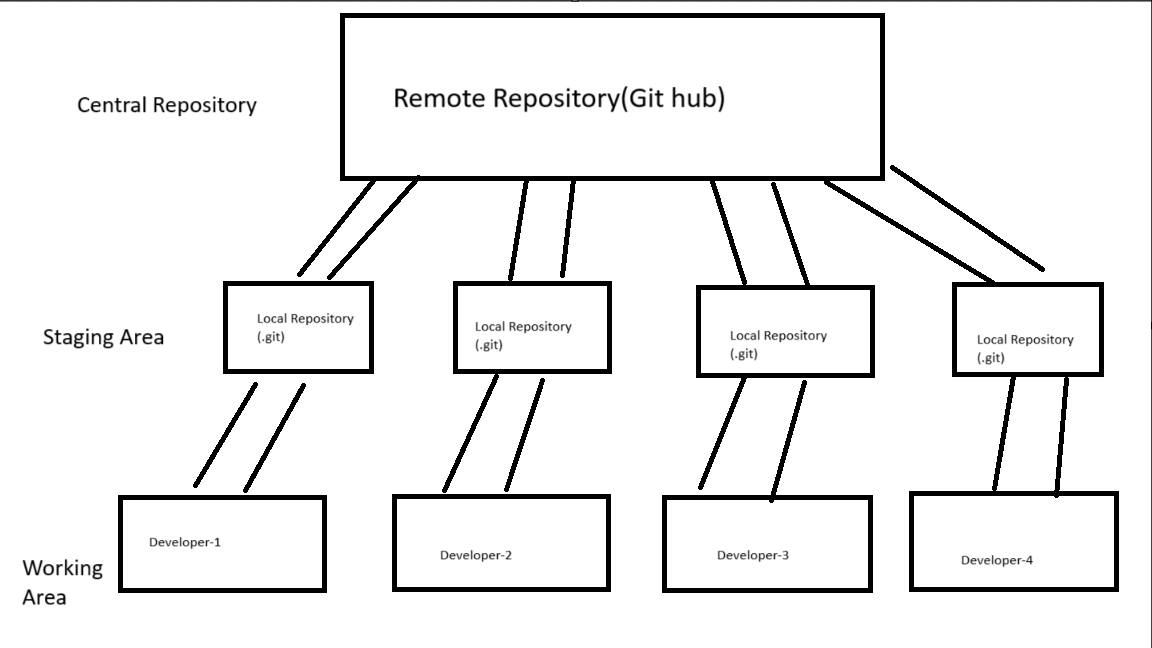 Central Repository
Remote Repository(Git hub)
Staging Area
Local Repository
(.git)
Local Repository
(.git)
Local Repository
(.git)
Local Repository
(.git)
Working
Area
Developer-1
Developer-2
Developer-3
Developer-4